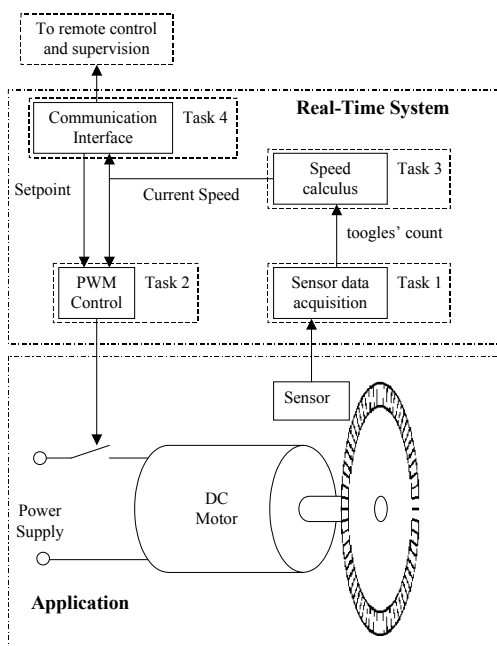 To remote control
and supervision
Real-Time System
Communication
Interface
Task 4
Speed
calculus
Task 3
Setpoint
Current Speed
toogles' count
PWM
Control
Task 2
Sensor data
acquisition
Task 1
Sensor
DC
Motor
Power
Supply
Application